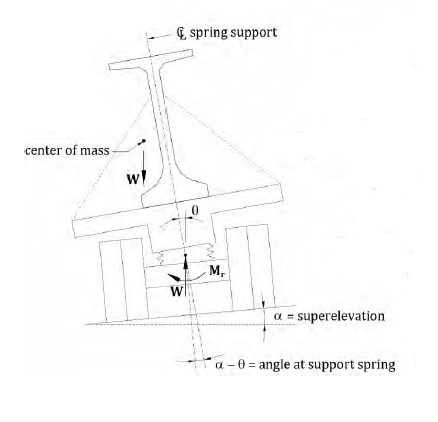 ℄ spring support
center of mass
W
θ
Mᵣ
W
α = superelevation
α – θ = angle at support spring